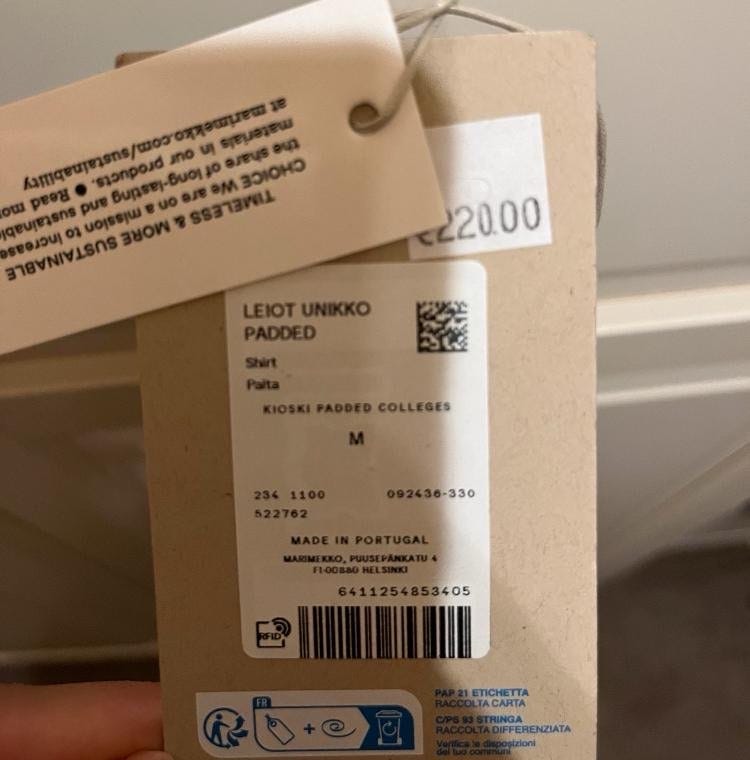 TIMELESS & MORE SUSTAINABLE
CHOICE We are on a mission to increase
the share of long-lasting and
materials in our products. • Read
at marimekko.com/sustainability
€220.00
LEIOT UNIKKO
PADDED
Shirt
Paita
KIOSKI PADDED COLLEGES
M
234 1100 092436-330
522762
MADE IN PORTUGAL
MARIMEKKO, PUUSEPÄNKATU 4
FI-00880 HELSINKI
6411254853405
RFID
FR
+
PAP 21 ETICHETTA
RACCOLTA CARTA
C/PS 93 STRINGA
RACCOLTA DIFFERENZIATA
Verifica le disposizioni
del tuo comune